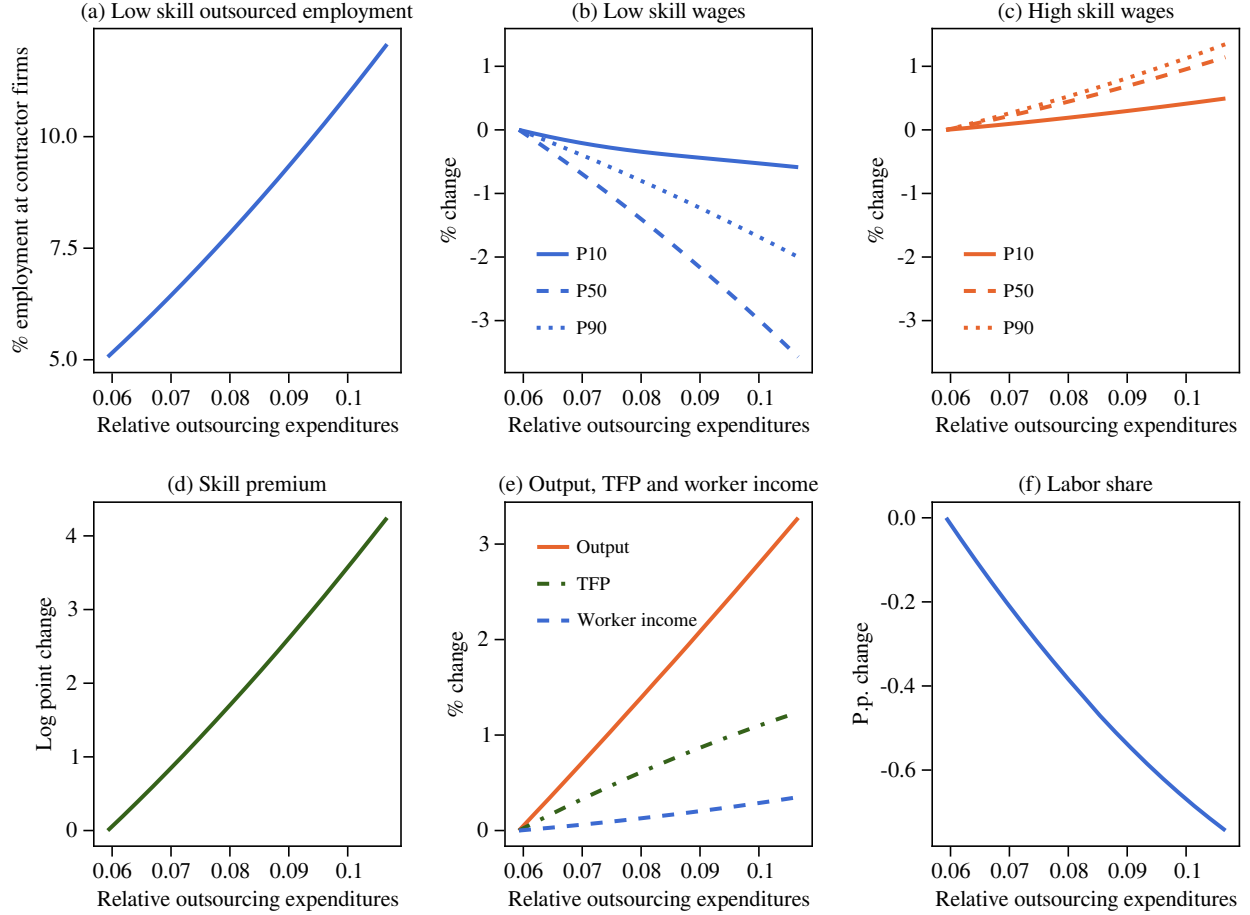 (a) Low skill outsourced employment
% employment at contractor firms
10.0
7.5
5.0
0.06 0.07 0.08 0.09 0.1
Relative outsourcing expenditures
(b) Low skill wages
% change
1
0
-1
-2
-3
P10
P50
P90
0.06 0.07 0.08 0.09 0.1
Relative outsourcing expenditures
(c) High skill wages
% change
1
0
-1
-2
-3
P10
P50
P90
0.06 0.07 0.08 0.09 0.1
Relative outsourcing expenditures
(d) Skill premium
Log point change
4
3
2
1
0
0.06 0.07 0.08 0.09 0.1
Relative outsourcing expenditures
(e) Output, TFP and worker income
% change
3
2
1
0
Output
TFP
Worker income
0.06 0.07 0.08 0.09 0.1
Relative outsourcing expenditures
(f) Labor share
P.p. change
0.0
-0.2
-0.4
-0.6
0.06 0.07 0.08 0.09 0.1
Relative outsourcing expenditures